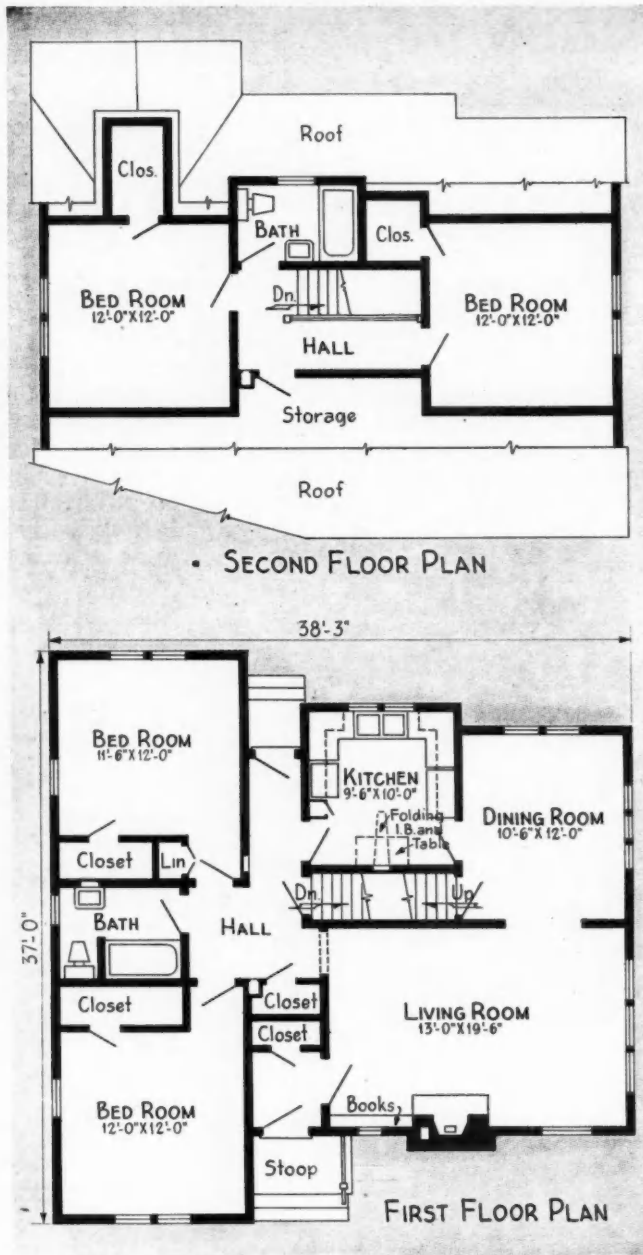 Roof
Clos.
BATH
Clos.
BED ROOM
12'-0"X12'-0"
Dn.
BED ROOM
12'-0"X12'-0"
HALL
Storage
Roof
• SECOND FLOOR PLAN
38'-3"
37'-0"
BED ROOM
11'-6"X12'-0"
KITCHEN
9'-6"X10'-0"
Folding
I.B. and
Table
DINING ROOM
10'-6"X12'-0"
Closet
Lin
Dn.
Up
BATH
HALL
Closet
Closet
LIVING ROOM
13'-0"X19'-6"
Closet
BED ROOM
12'-0"X12'-0"
Books
Stoop
FIRST FLOOR PLAN